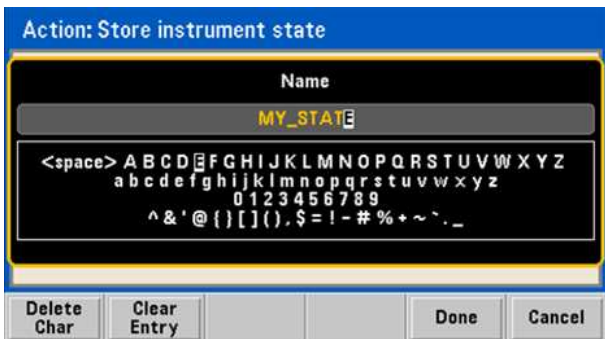 Action: Store instrument state
Name
MY_STATE
<space> A B C D E F G H I J K L M N O P Q R S T U V W X Y Z
a b c d e f g h i j k l m n o p q r s t u v w x y z
0 1 2 3 4 5 6 7 8 9
^ & ' @ { } [ ] ( ) , $ = ! - # % + ~ ` . _
Delete Char
Clear Entry
Done
Cancel